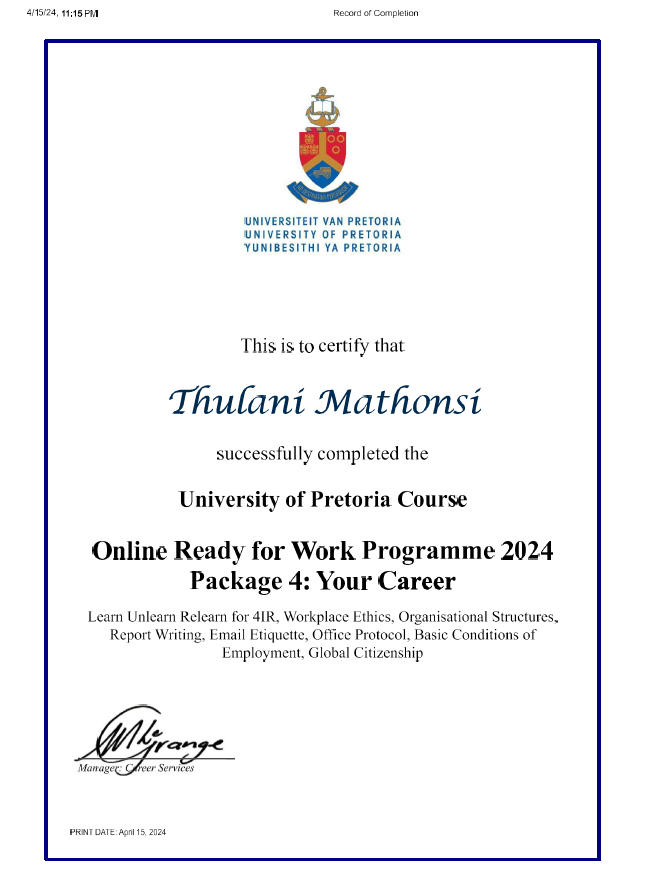 4/15/24, 11:15 PM
Record of Completion
UNIVERSITEIT VAN PRETORIA
UNIVERSITY OF PRETORIA
YUNIBESITHI YA PRETORIA
This is to certify that
Thulani Mathonsi
successfully completed the
University of Pretoria Course
Online Ready for Work Programme 2024
Package 4: Your Career
Learn Unlearn Relearn for 4IR, Workplace Ethics, Organisational Structures,
Report Writing, Email Etiquette, Office Protocol, Basic Conditions of
Employment, Global Citizenship
Manager: Career Services
PRINT DATE: April 15, 2024